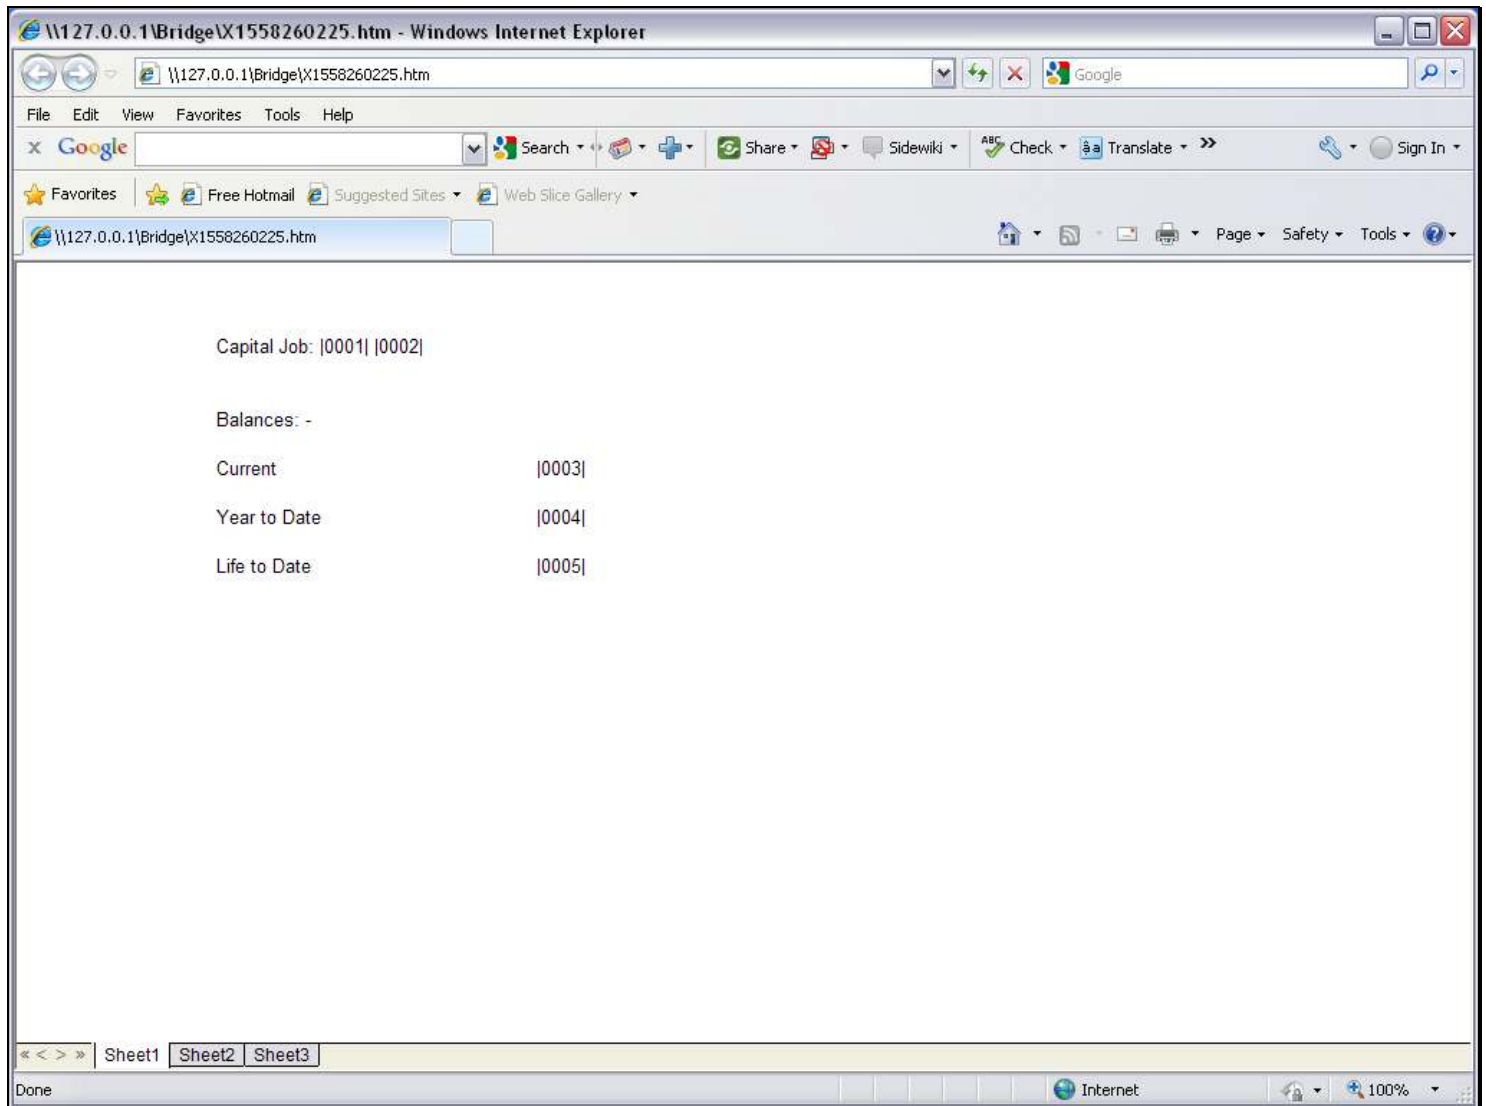 \\127.0.0.1\Bridge\X1558260225.htm - Windows Internet Explorer
\\127.0.0.1\Bridge\X1558260225.htm Google
File Edit View Favorites Tools Help
x Google Search Share Sidewiki ABC Check àa Translate » Sign In
Favorites Free Hotmail Suggested Sites Web Slice Gallery
\\127.0.0.1\Bridge\X1558260225.htm Page Safety Tools
Capital Job: |0001| |0002|
Balances: -
Current |0003|
Year to Date |0004|
Life to Date |0005|
« < > » Sheet1 Sheet2 Sheet3
Done Internet 100%